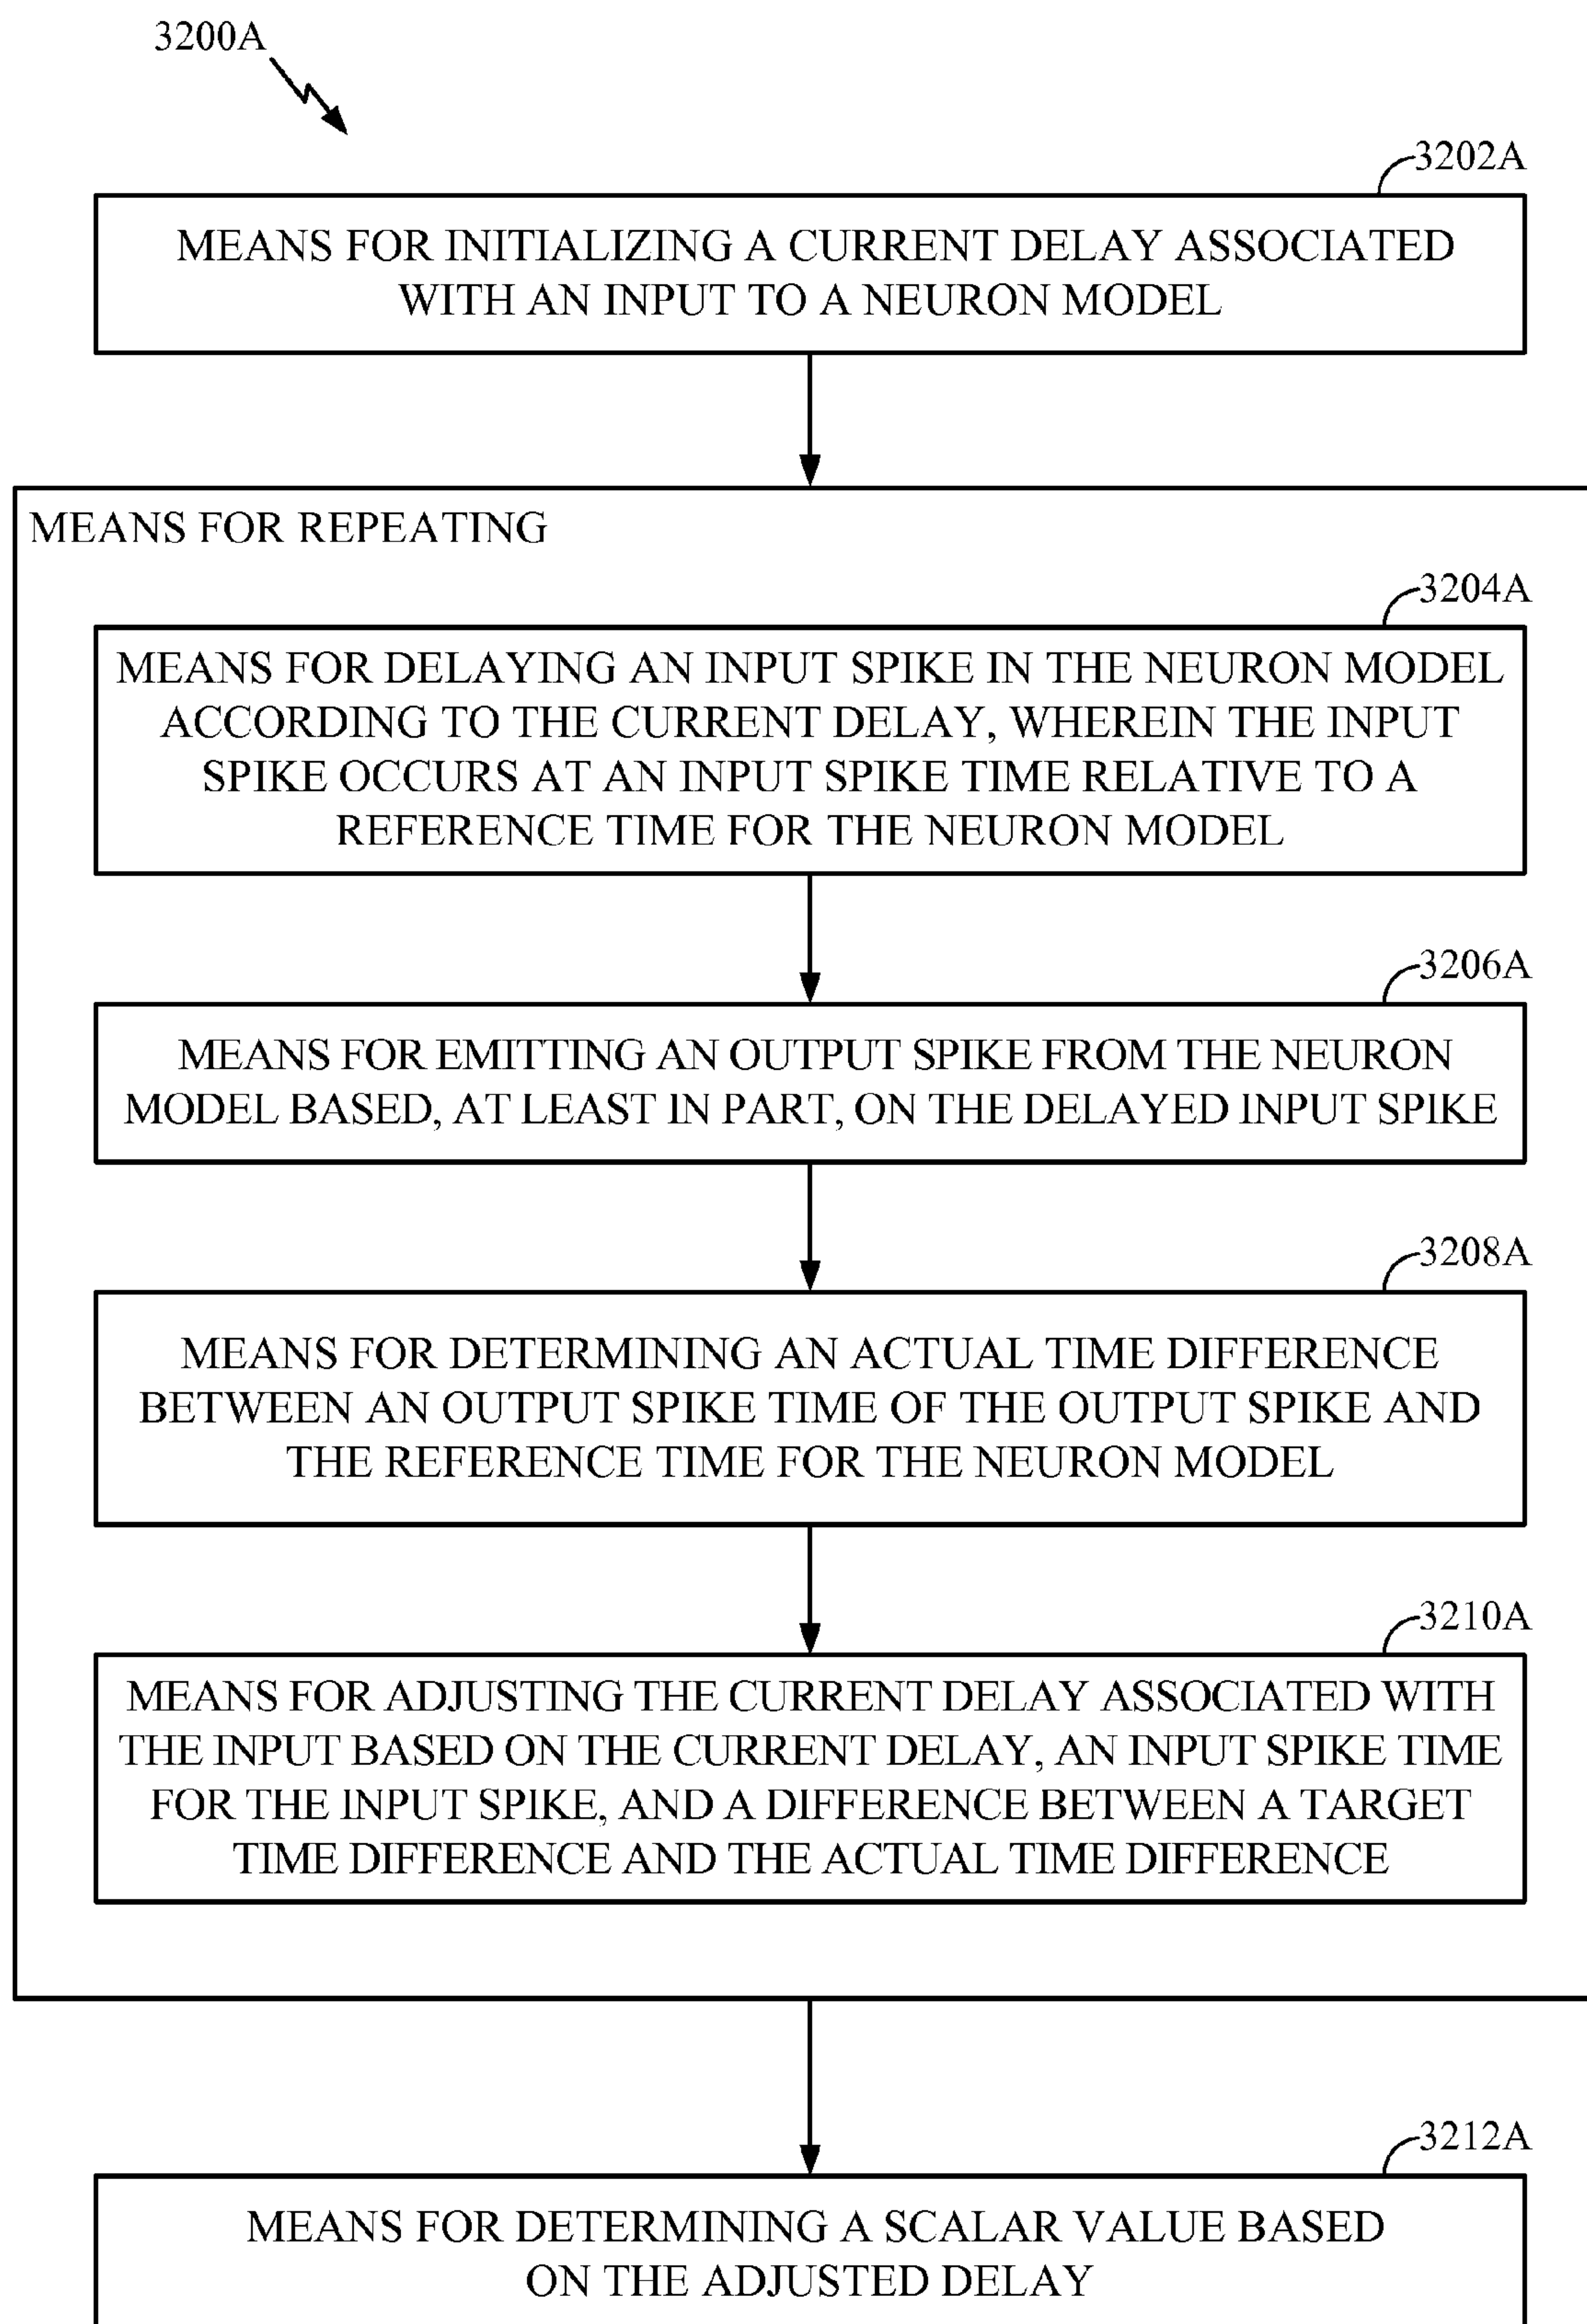 3200A
3202A
MEANS FOR INITIALIZING A CURRENT DELAY ASSOCIATED
WITH AN INPUT TO A NEURON MODEL
MEANS FOR REPEATING
3204A
MEANS FOR DELAYING AN INPUT SPIKE IN THE NEURON MODEL
ACCORDING TO THE CURRENT DELAY, WHEREIN THE INPUT
SPIKE OCCURS AT AN INPUT SPIKE TIME RELATIVE TO A
REFERENCE TIME FOR THE NEURON MODEL
3206A
MEANS FOR EMITTING AN OUTPUT SPIKE FROM THE NEURON
MODEL BASED, AT LEAST IN PART, ON THE DELAYED INPUT SPIKE
3208A
MEANS FOR DETERMINING AN ACTUAL TIME DIFFERENCE
BETWEEN AN OUTPUT SPIKE TIME OF THE OUTPUT SPIKE AND
THE REFERENCE TIME FOR THE NEURON MODEL
3210A
MEANS FOR ADJUSTING THE CURRENT DELAY ASSOCIATED WITH
THE INPUT BASED ON THE CURRENT DELAY, AN INPUT SPIKE TIME
FOR THE INPUT SPIKE, AND A DIFFERENCE BETWEEN A TARGET
TIME DIFFERENCE AND THE ACTUAL TIME DIFFERENCE
3212A
MEANS FOR DETERMINING A SCALAR VALUE BASED
ON THE ADJUSTED DELAY